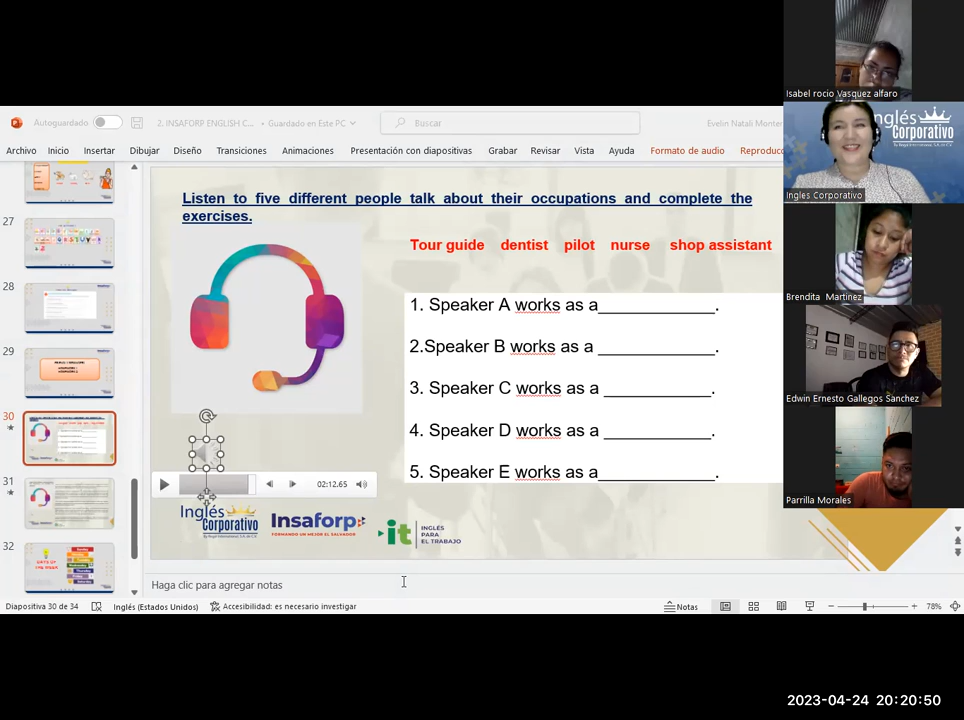 Isabel rocio Vasquez alfaro
Autoguardado
2. INSAFORP ENGLISH C... • Guardado en Este PC
Buscar
Evelin Natali Monter
Archivo Inicio Insertar Dibujar Diseño Transiciones Animaciones Presentación con diapositivas Grabar Revisar Vista Ayuda Formato de audio Reproduc
Inglés Corporativo
Ingles Corporativo
27
28
29
30
31
32
Listen to five different people talk about their occupations and complete the
exercises.
Tour guide dentist pilot nurse shop assistant
1. Speaker A works as a____________.
2.Speaker B works as a ____________.
3. Speaker C works as a ___________.
4. Speaker D works as a ___________.
5. Speaker E works as a____________.
Brendita Martinez
Edwin Ernesto Gallegos Sanchez
Parrilla Morales
02:12.65
Inglés
Corporativo
Insaforp
FORMANDO UN MEJOR EL SALVADOR
it
INGLÉS
PARA
EL TRABAJO
Haga clic para agregar notas
Diapositiva 30 de 34 Inglés (Estados Unidos) Accesibilidad: es necesario investigar Notas 78%
2023-04-24 20:20:50